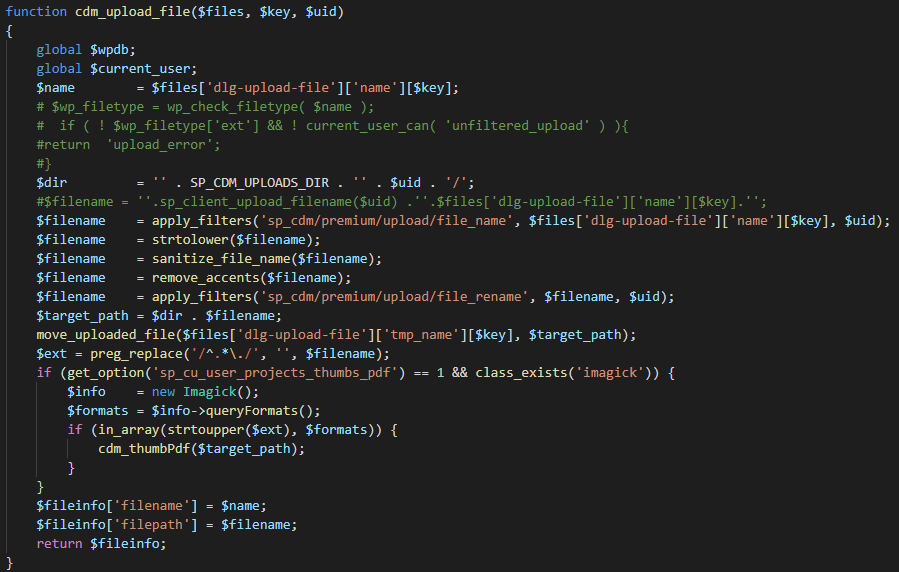 function cdm_upload_file($files, $key, $uid)
{
    global $wpdb;
    global $current_user;
    $name        = $files['dlg-upload-file']['name'][$key];
    # $wp_filetype = wp_check_filetype( $name );
    #  if ( ! $wp_filetype['ext'] && ! current_user_can( 'unfiltered_upload' ) ){
    #return  'upload_error';
    #}
    $dir         = '' . SP_CDM_UPLOADS_DIR . '' . $uid . '/';
    #$filename = ''.sp_client_upload_filename($uid) .''.$files['dlg-upload-file']['name'][$key].'';
    $filename    = apply_filters('sp_cdm/premium/upload/file_name', $files['dlg-upload-file']['name'][$key], $uid);
    $filename    = strtolower($filename);
    $filename    = sanitize_file_name($filename);
    $filename    = remove_accents($filename);
    $filename    = apply_filters('sp_cdm/premium/upload/file_rename', $filename, $uid);
    $target_path = $dir . $filename;
    move_uploaded_file($files['dlg-upload-file']['tmp_name'][$key], $target_path);
    $ext = preg_replace('/^.*\./', '', $filename);
    if (get_option('sp_cu_user_projects_thumbs_pdf') == 1 && class_exists('imagick')) {
        $info    = new Imagick();
        $formats = $info->queryFormats();
        if (in_array(strtoupper($ext), $formats)) {
            cdm_thumbPdf($target_path);
        }
    }
    $fileinfo['filename'] = $name;
    $fileinfo['filepath'] = $filename;
    return $fileinfo;
}